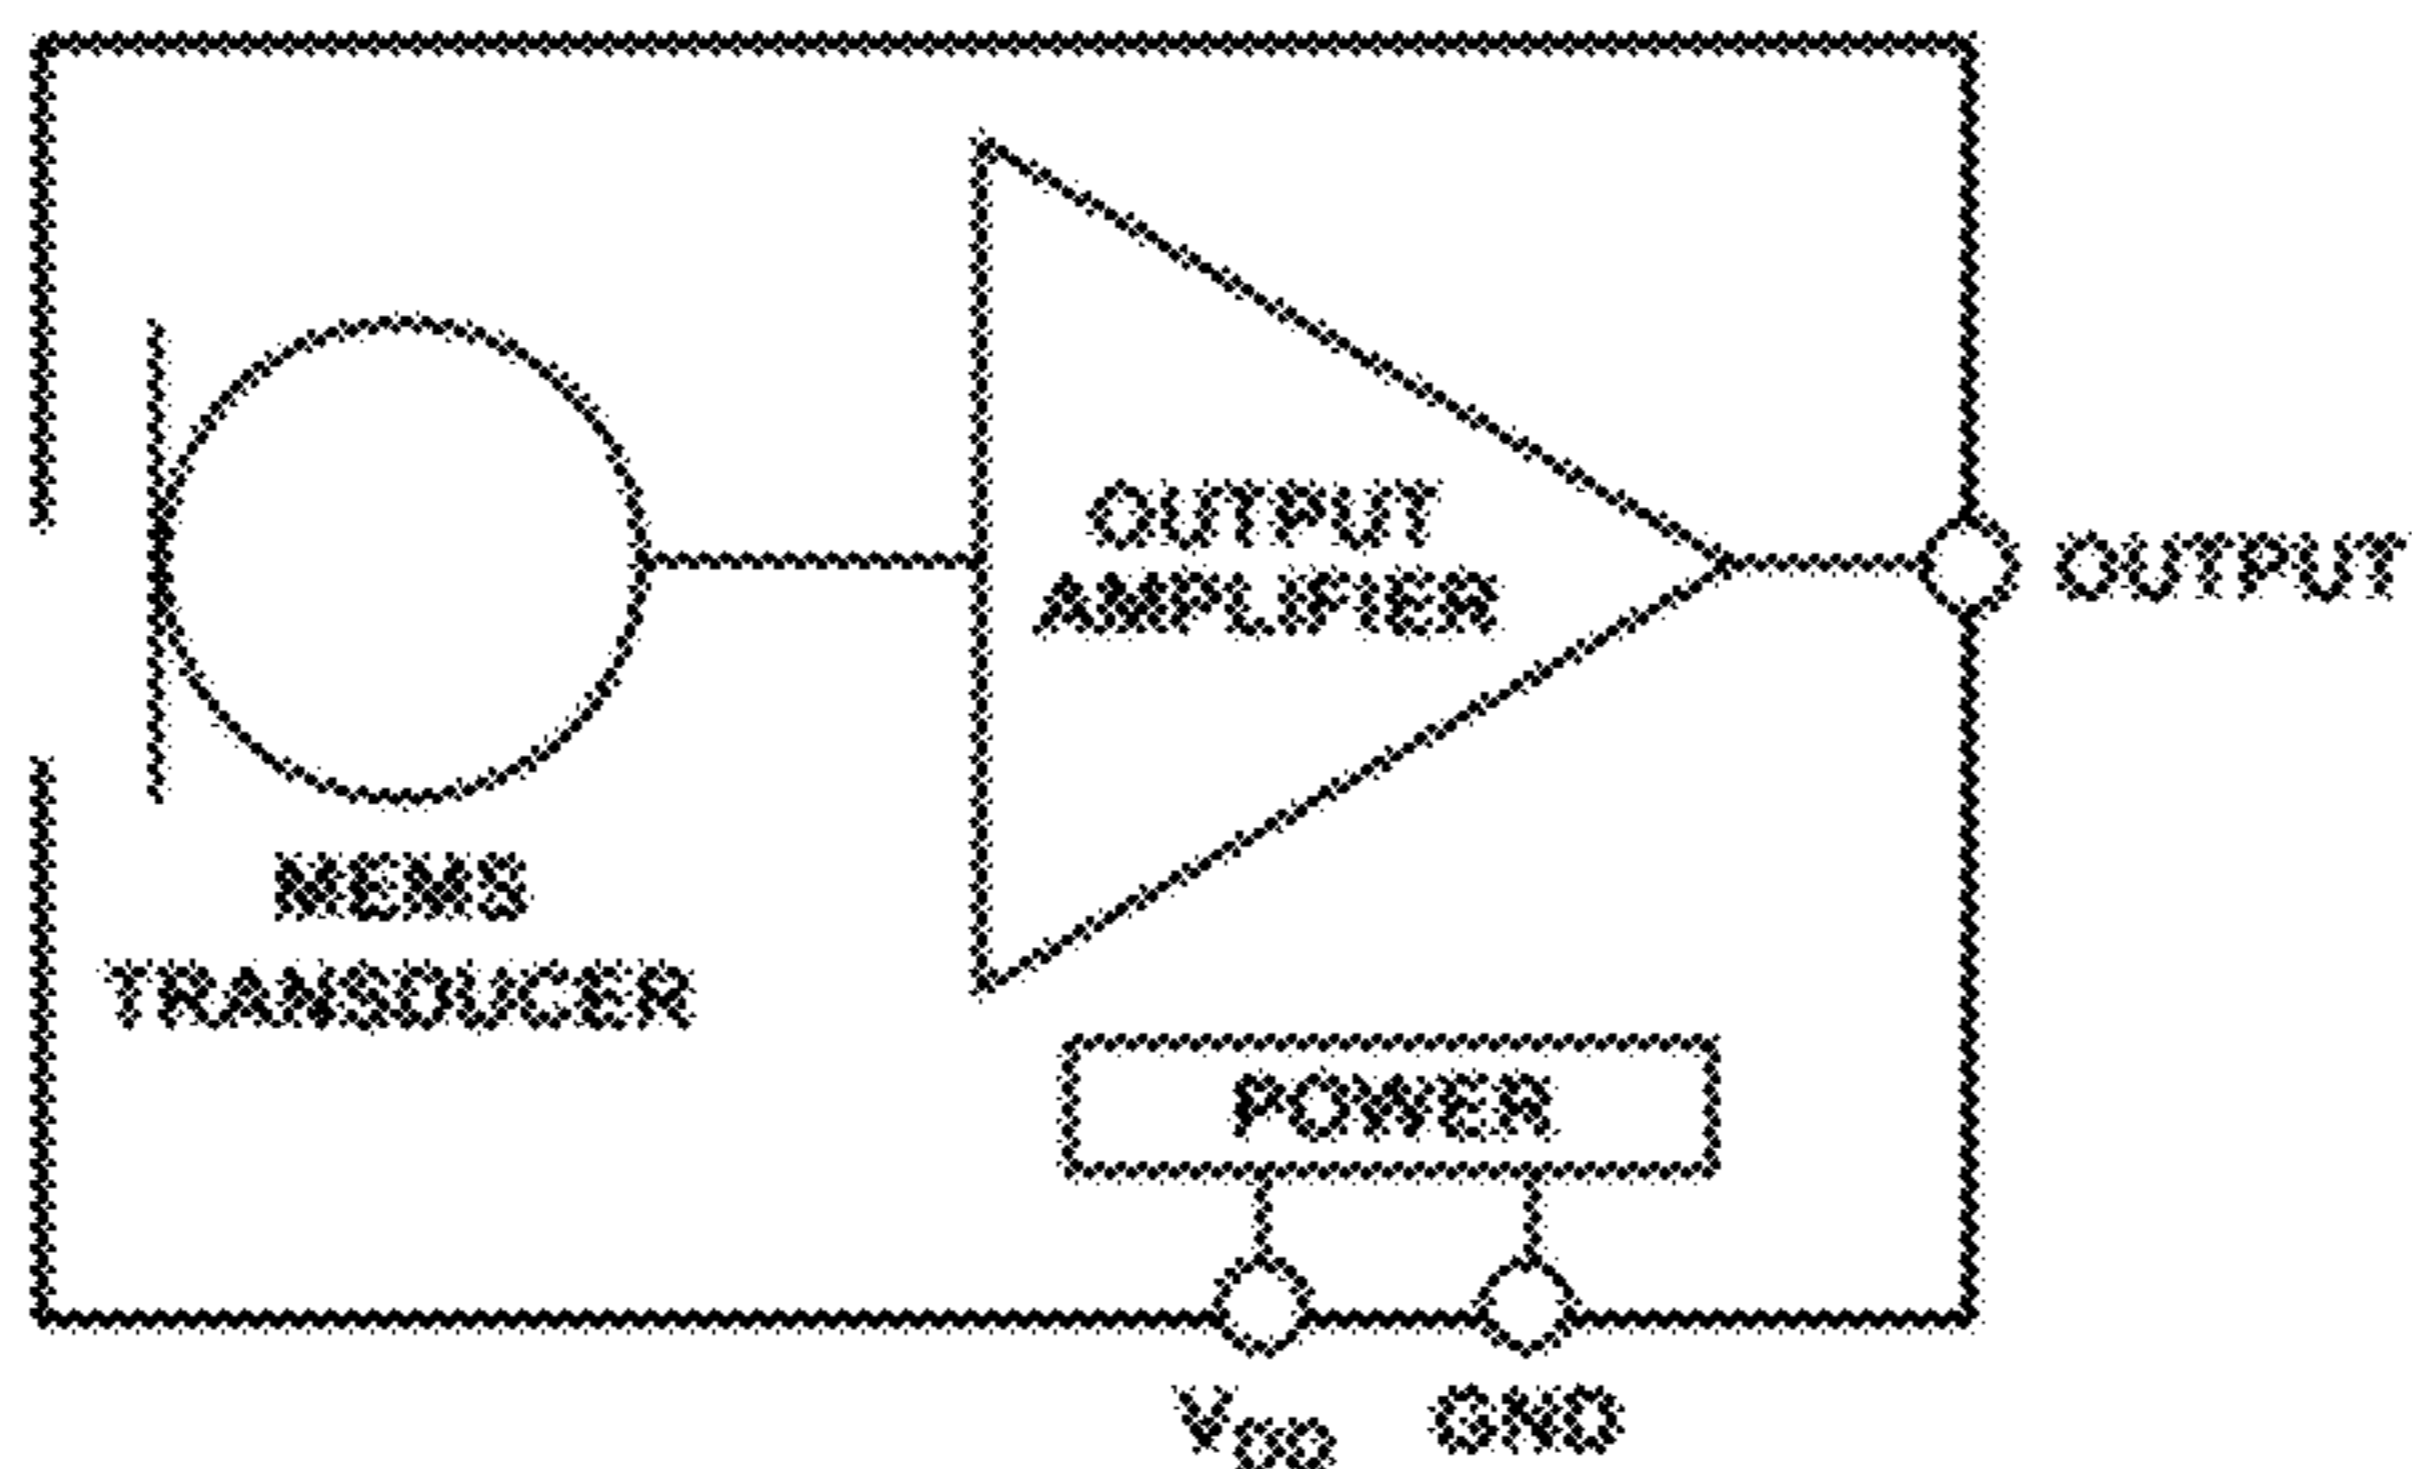 OUTPUT
AMPLIFIER
OUTPUT
MEMS
TRANSDUCER
POWER
VDD GND